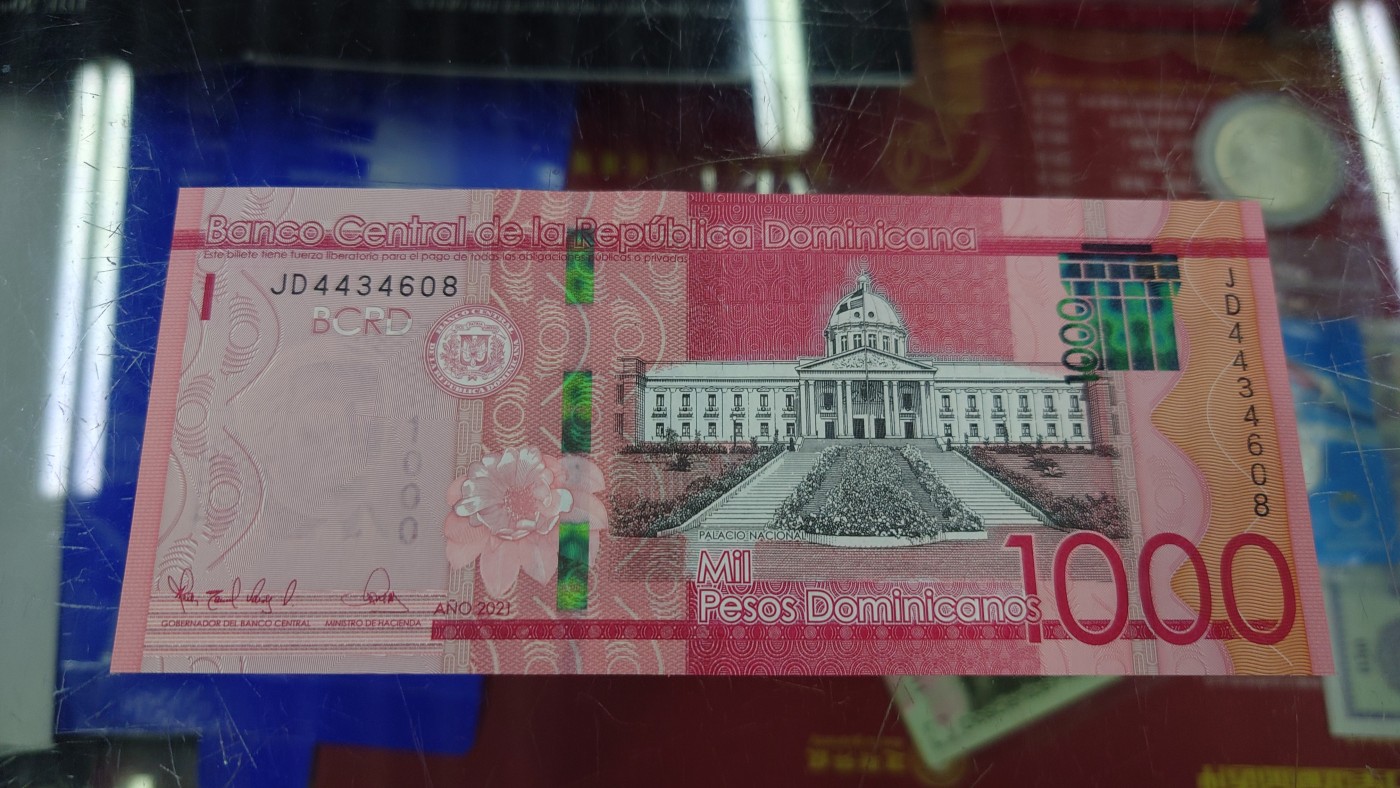 Banco Central de la República Dominicana
Este billete tiene fuerza liberatoria para el pago de todas las obligaciones públicas o privadas
JD4434608
BCRD
1000
1000
JD4434608
PALACIO NACIONAL
Mil
Pesos Dominicanos
1000
AÑO 2021
GOBERNADOR DEL BANCO CENTRAL MINISTRO DE HACIENDA